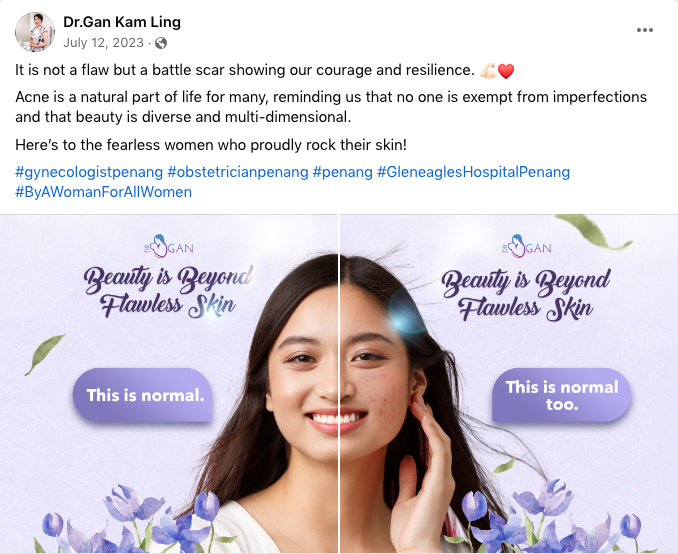 Dr.Gan Kam Ling
July 12, 2023 ·
It is not a flaw but a battle scar showing our courage and resilience. 💪🏻♥️
Acne is a natural part of life for many, reminding us that no one is exempt from imperfections
and that beauty is diverse and multi-dimensional.
Here’s to the fearless women who proudly rock their skin!
#gynecologistpenang #obstetricianpenang #penang #GleneaglesHospitalPenang
#ByAWomanForAllWomen
DR GAN
Beauty is Beyond
Flawless Skin
This is normal.
DR GAN
Beauty is Beyond
Flawless Skin
This is normal
too.